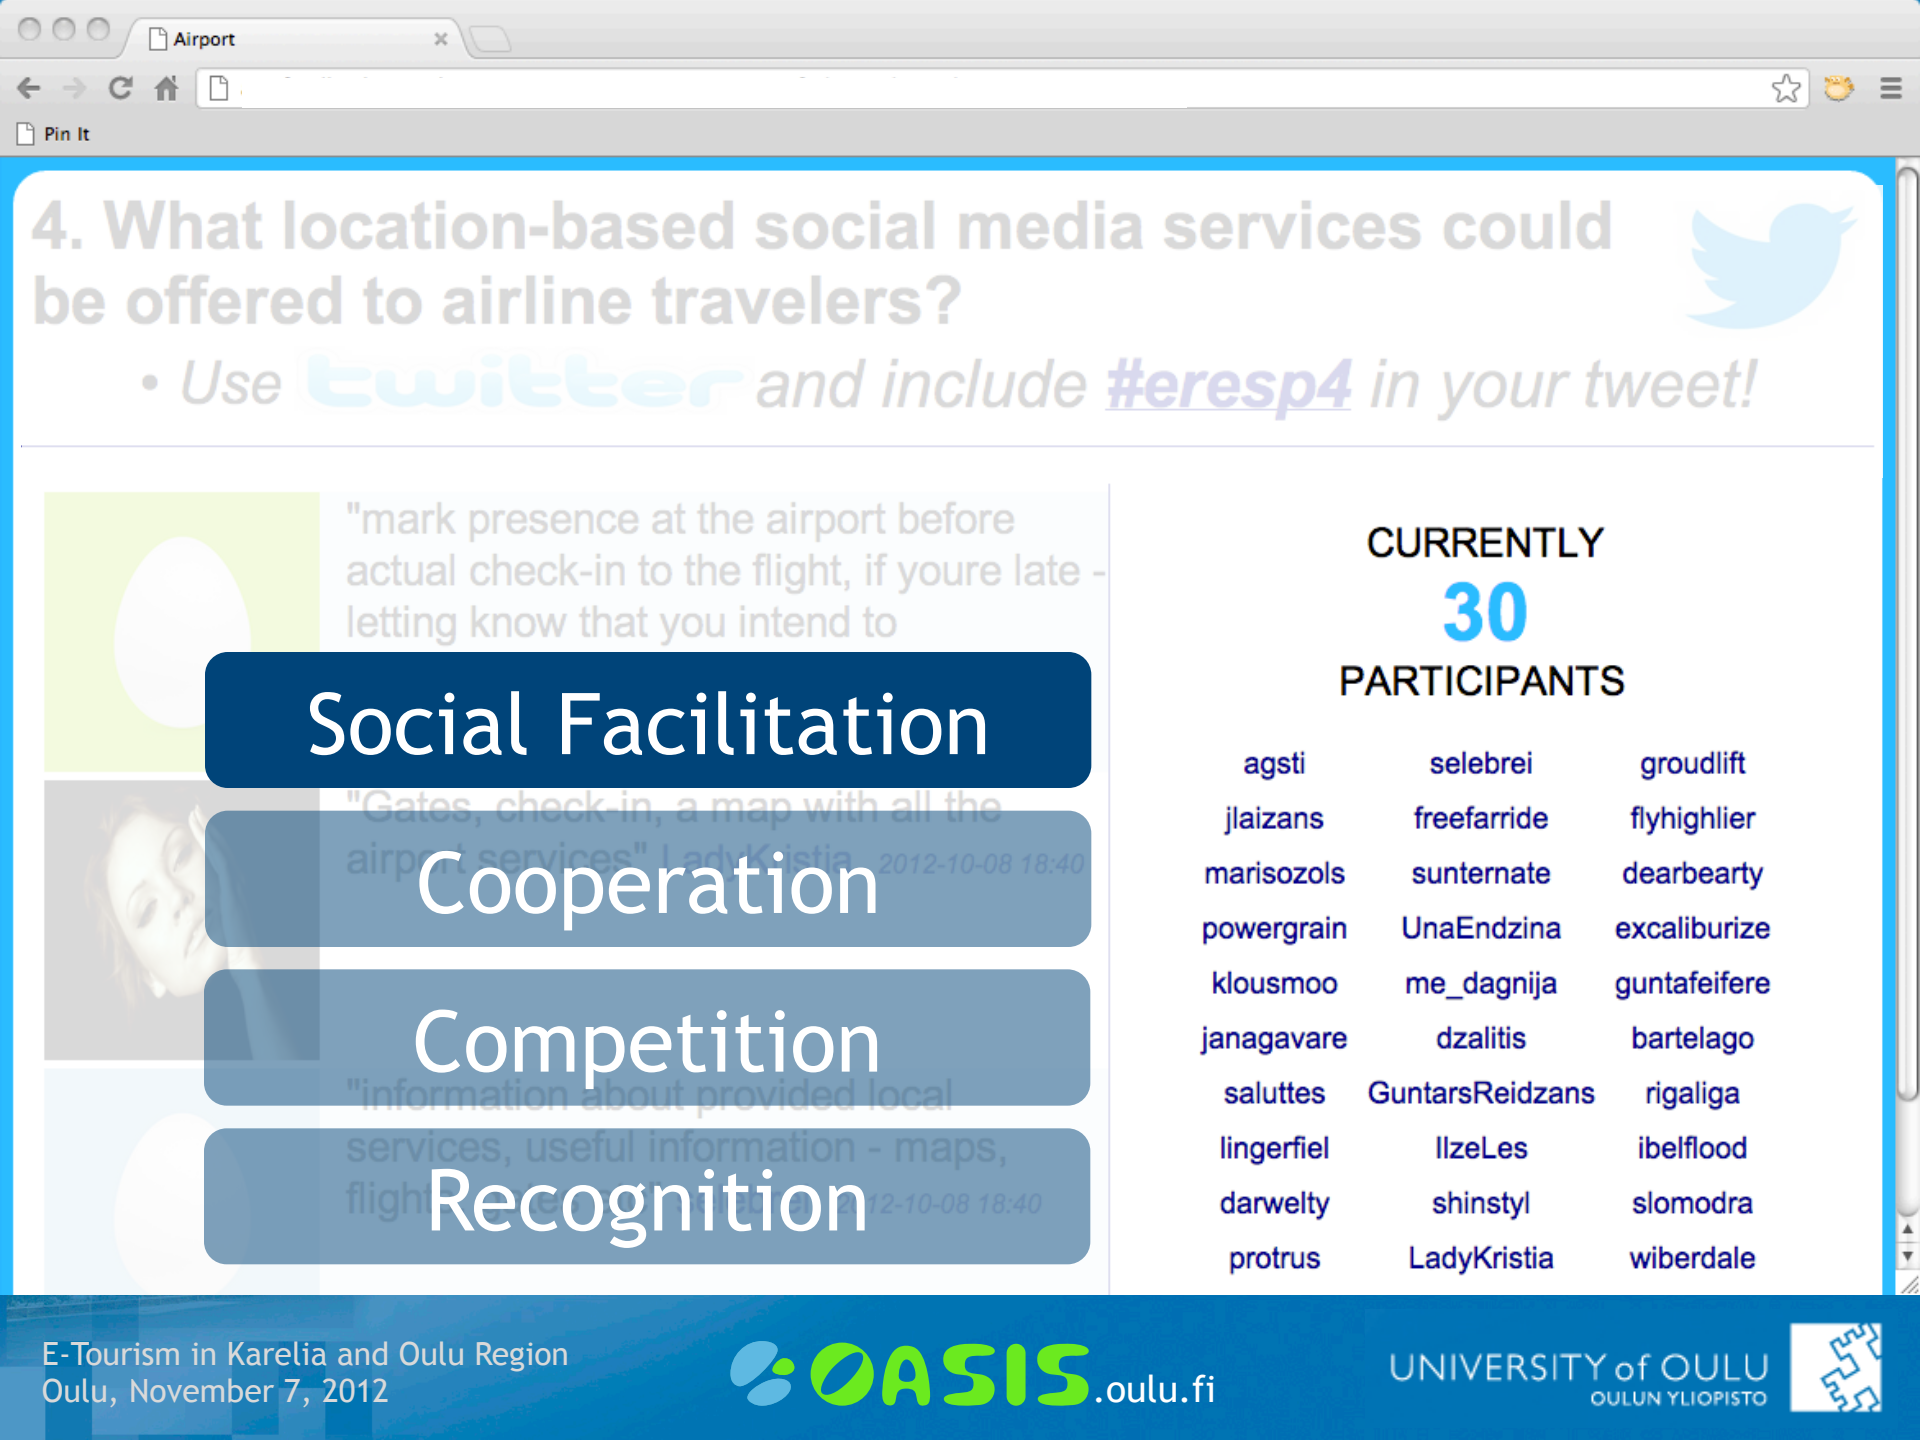 Airport
Pin It
4. What location-based social media services could
be offered to airline travelers?
• Use twitter and include #eresp4 in your tweet!
"mark presence at the airport before
actual check-in to the flight, if youre late -
letting know that you intend to
Social Facilitation
"Gates, check-in, a map with all the
airport services" LadyKristia 2012-10-08 18:40
Cooperation
Competition
"information about provided local
services, useful information - maps,
flights, gates selebrei 2012-10-08 18:40
Recognition
CURRENTLY
30
PARTICIPANTS
agsti selebrei groudlift
jlaizans freefarride flyhighlier
marisozols sunternate dearbearty
powergrain UnaEndzina excaliburize
klousmoo me_dagnija guntafeifere
janagavare dzalitis bartelago
saluttes GuntarsReidzans rigaliga
lingerfiel IlzeLes ibelflood
darwelty shinstyl slomodra
protrus LadyKristia wiberdale
E-Tourism in Karelia and Oulu Region
Oulu, November 7, 2012
OASIS.oulu.fi
UNIVERSITY of OULU
OULUN YLIOPISTO